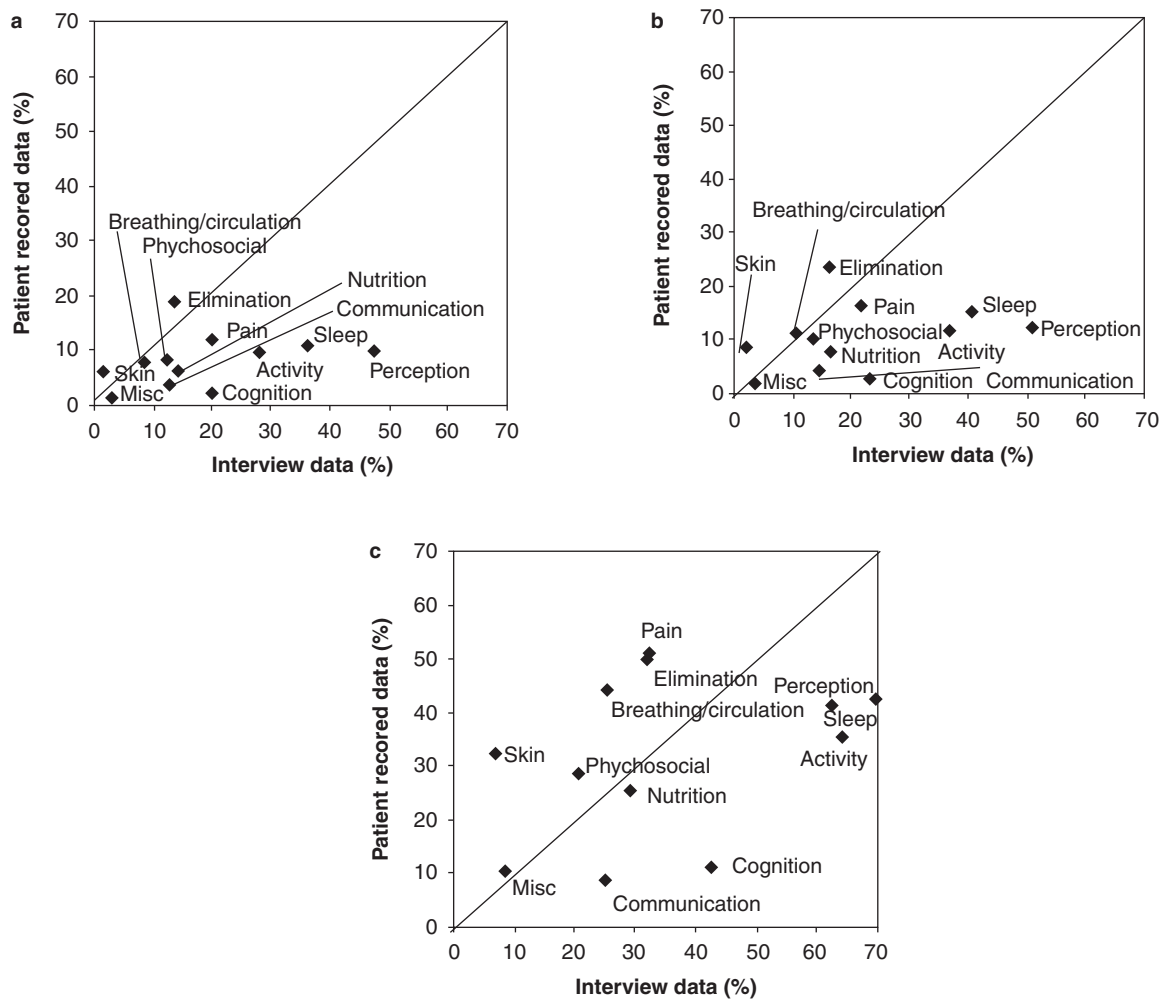 a
70
60
50
40
30
20
10
0
Patient recored data (%)
Breathing/circulation
Phychosocial
Nutrition
Elimination
Communication
Pain
Sleep
Activity
Perception
Skin
Misc
Cognition
0 10 20 30 40 50 60 70
Interview data (%)
b
70
60
50
40
30
20
10
0
Patient recored data (%)
Breathing/circulation
Skin
Elimination
Pain
Sleep
Phychosocial
Perception
Nutrition
Activity
Misc
Cognition
Communication
0 10 20 30 40 50 60 70
Interview data (%)
c
70
60
50
40
30
20
10
0
Patient recored data (%)
Pain
Elimination
Perception
Breathing/circulation
Sleep
Skin
Activity
Phychosocial
Nutrition
Cognition
Misc
Communication
0 10 20 30 40 50 60 70
Interview data (%)